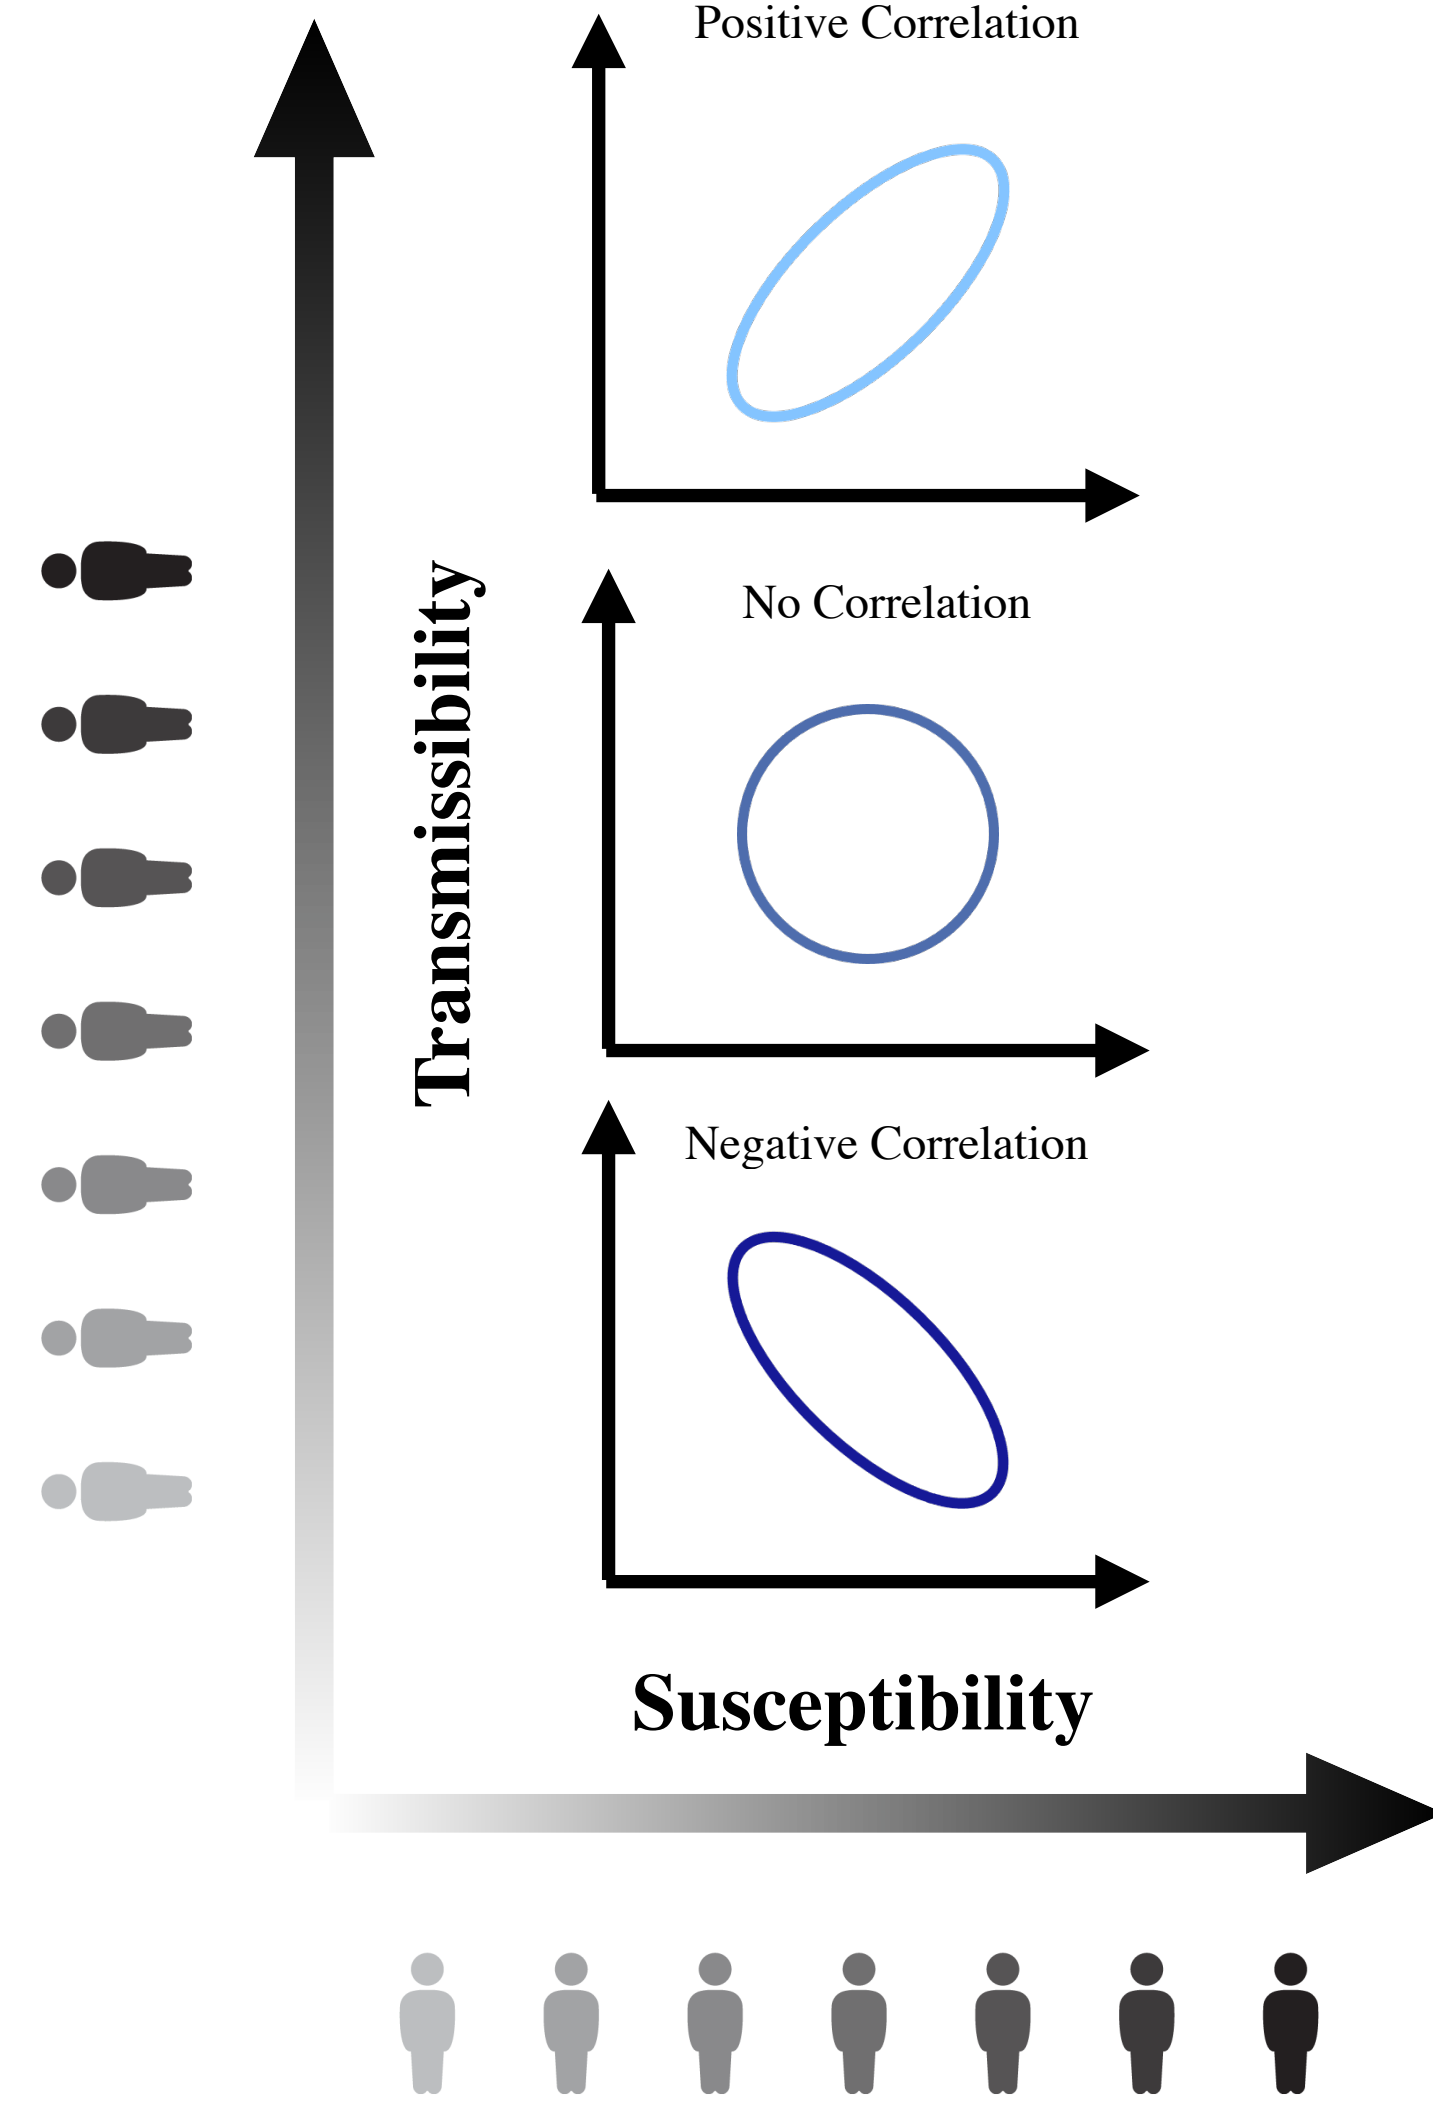 Positive Correlation
Transmissibility
No Correlation
Negative Correlation
Susceptibility